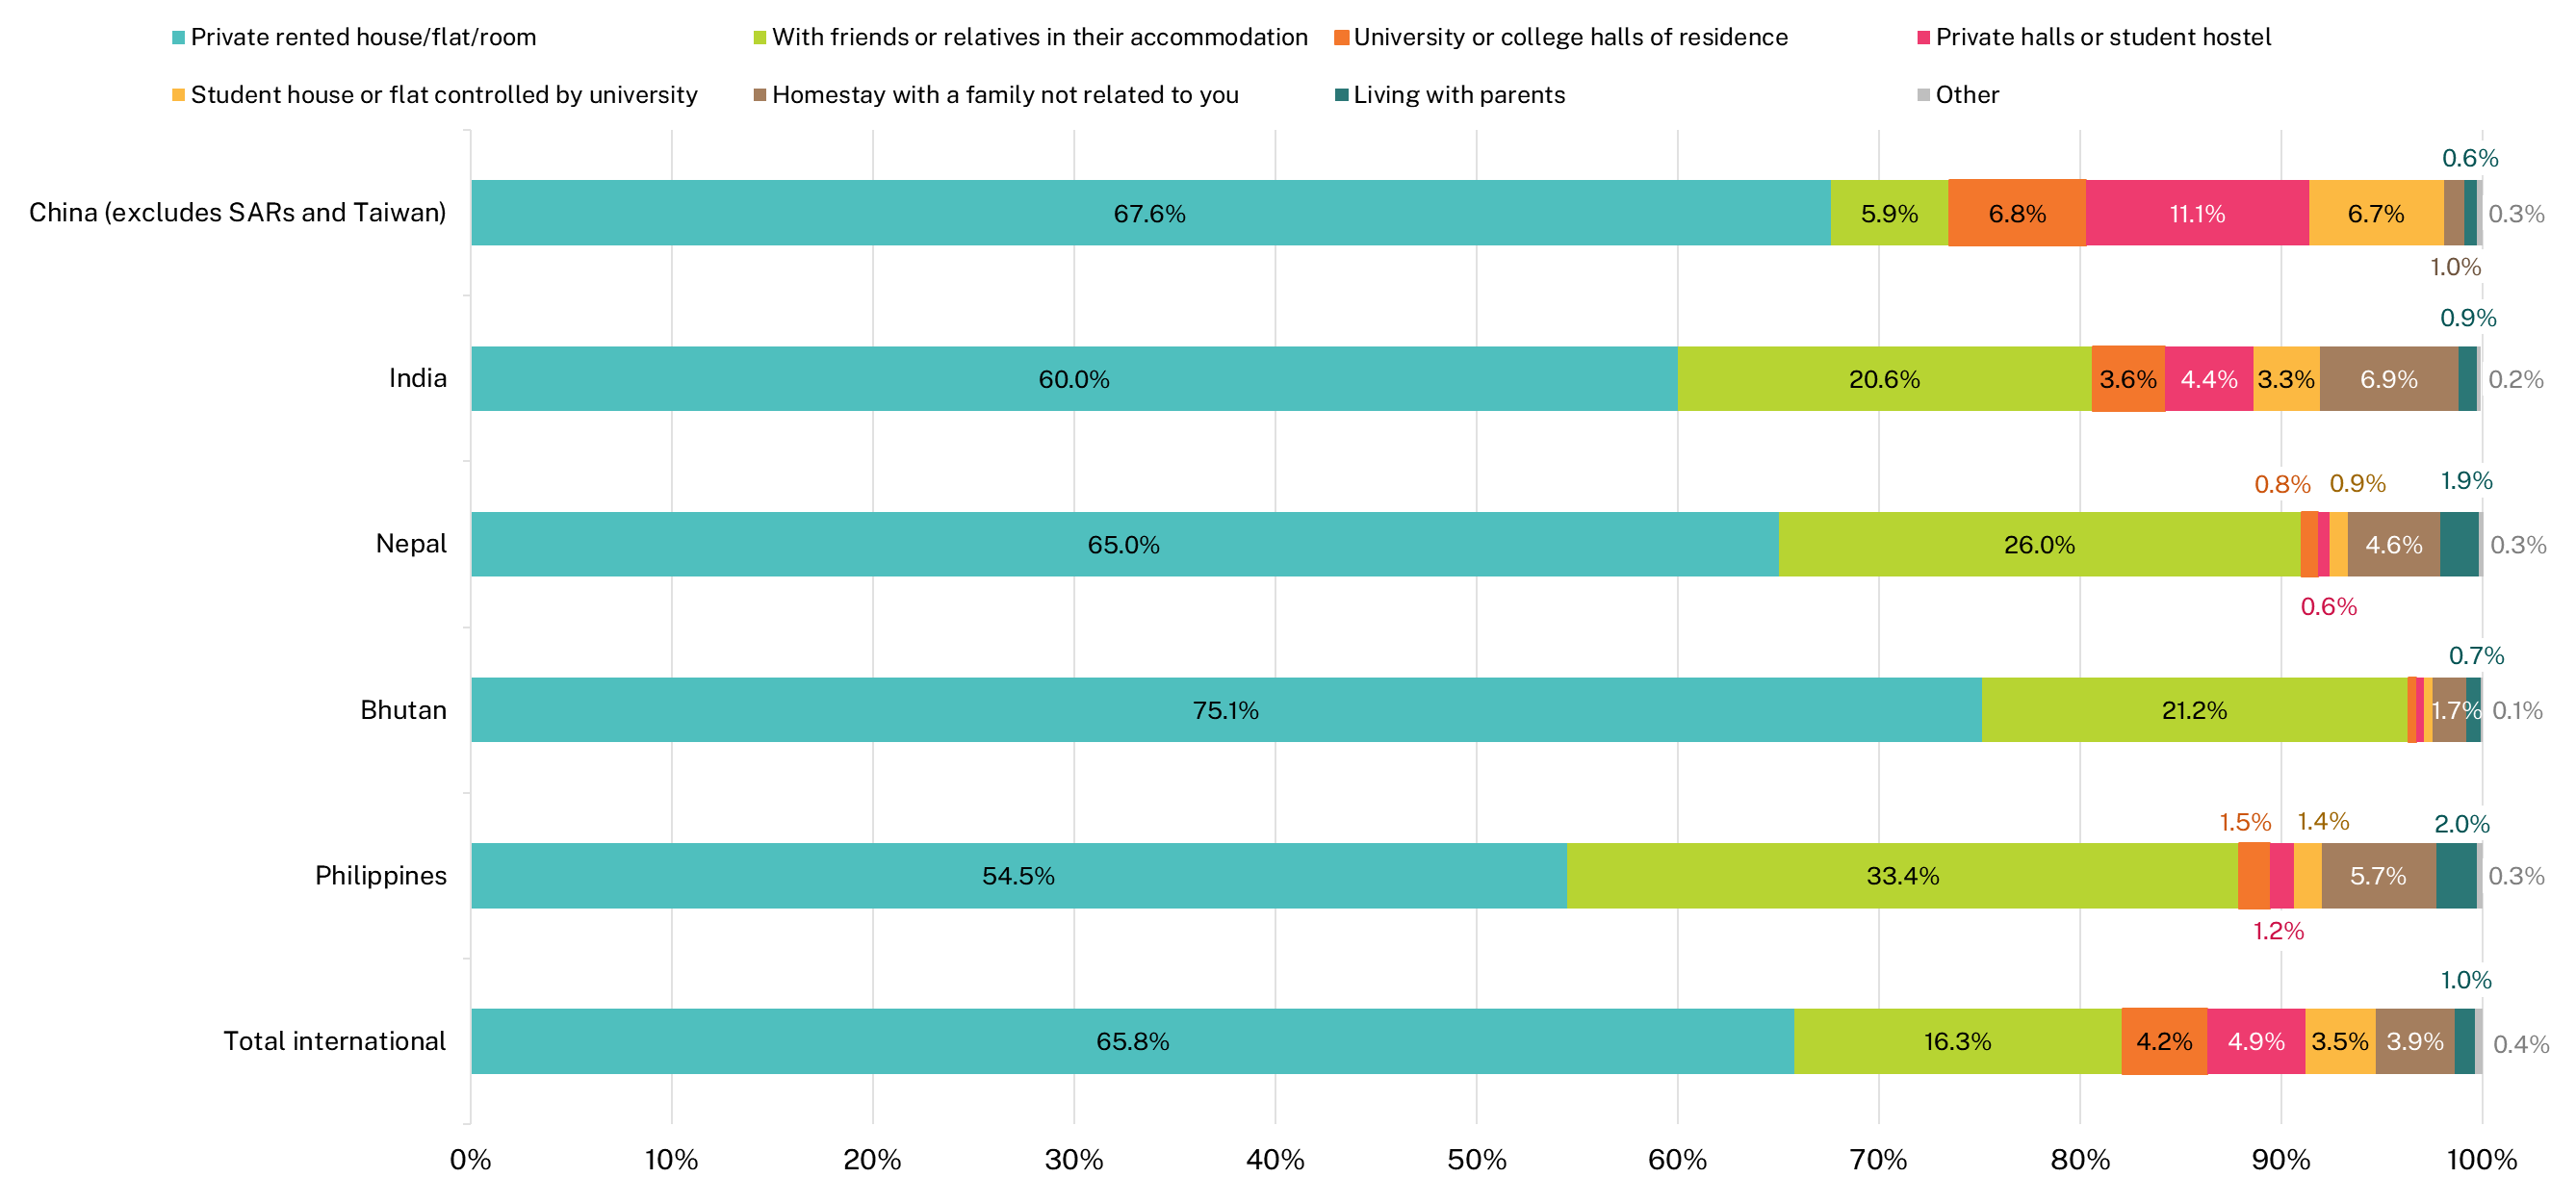 Private rented house/flat/room With friends or relatives in their accommodation University or college halls of residence Private halls or student hostel
Student house or flat controlled by university Homestay with a family not related to you Living with parents Other
0.6%
China (excludes SARs and Taiwan) 67.6% 5.9% 6.8% 11.1% 6.7% 0.3%
1.0%
0.9%
India 60.0% 20.6% 3.6% 4.4% 3.3% 6.9% 0.2%
0.8% 0.9% 1.9%
Nepal 65.0% 26.0% 4.6% 0.3%
0.6%
0.7%
Bhutan 75.1% 21.2% 1.7% 0.1%
1.5% 1.4% 2.0%
Philippines 54.5% 33.4% 5.7% 0.3%
1.2%
1.0%
Total international 65.8% 16.3% 4.2% 4.9% 3.5% 3.9% 0.4%
0% 10% 20% 30% 40% 50% 60% 70% 80% 90% 100%